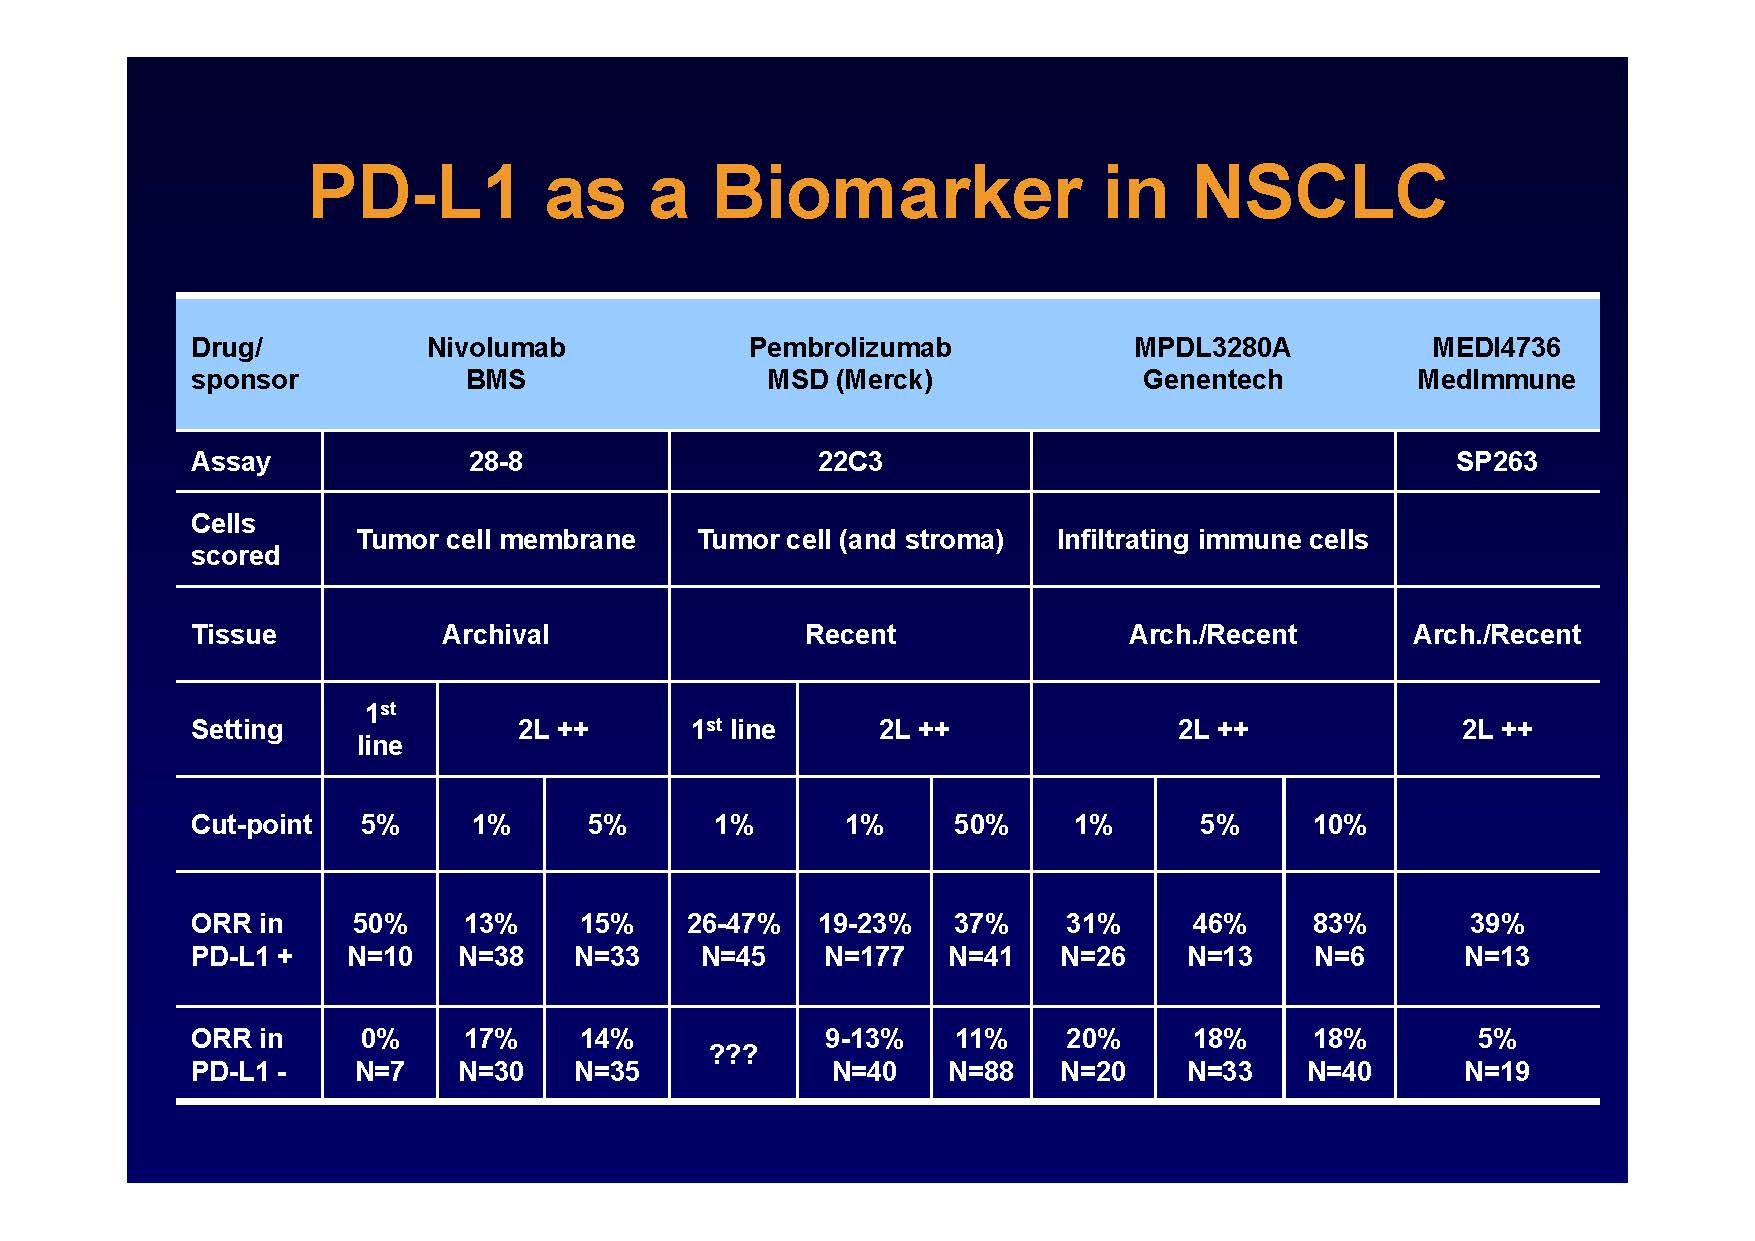 PD-L1 as a Biomarker in NSCLC
Drug/ sponsor	Nivolumab BMS	Pembrolizumab MSD (Merck)	MPDL3280A Genentech	MEDI4736 MedImmune
Assay	28-8	22C3		SP263
Cells scored	Tumor cell membrane	Tumor cell (and stroma)	Infiltrating immune cells
Tissue	Archival	Recent	Arch./Recent	Arch./Recent
Setting	1st line	2L ++	1st line	2L ++	2L ++	2L ++
Cut-point	5%	1%	5%	1%	1%	50%	1%	5%	10%
ORR in	50%	13%	15%	26-47%	19-23%	37%	31%	46%	83%	39%
PD-L1 +	N=10	N=38	N=33	N=45	N=177	N=41	N=26	N=13	N=6	N=13
ORR in	0%	17%	14%	???	9-13%	11%	20%	18%	18%	5%
PD-L1 -	N=7	N=30	N=35	N=40	N=88	N=20	N=33	N=40	N=19